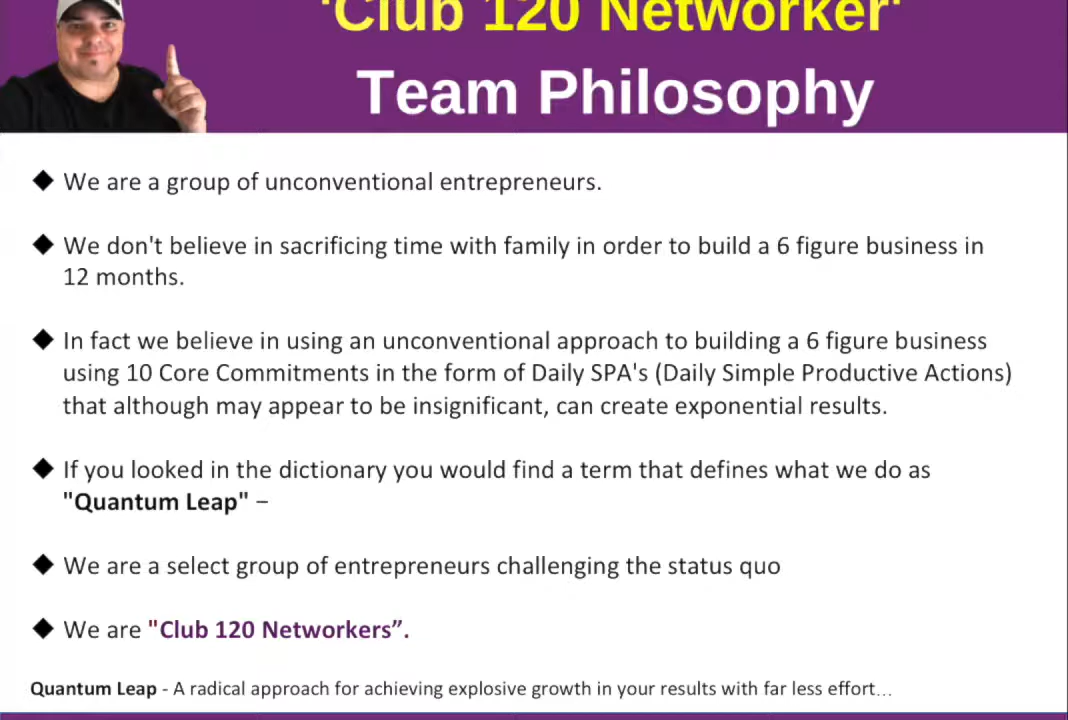 'Club 120 Networker'
Team Philosophy
We are a group of unconventional entrepreneurs.
We don't believe in sacrificing time with family in order to build a 6 figure business in
12 months.
In fact we believe in using an unconventional approach to building a 6 figure business
using 10 Core Commitments in the form of Daily SPA's (Daily Simple Productive Actions)
that although may appear to be insignificant, can create exponential results.
If you looked in the dictionary you would find a term that defines what we do as
"Quantum Leap" –
We are a select group of entrepreneurs challenging the status quo
We are "Club 120 Networkers”.
Quantum Leap - A radical approach for achieving explosive growth in your results with far less effort…